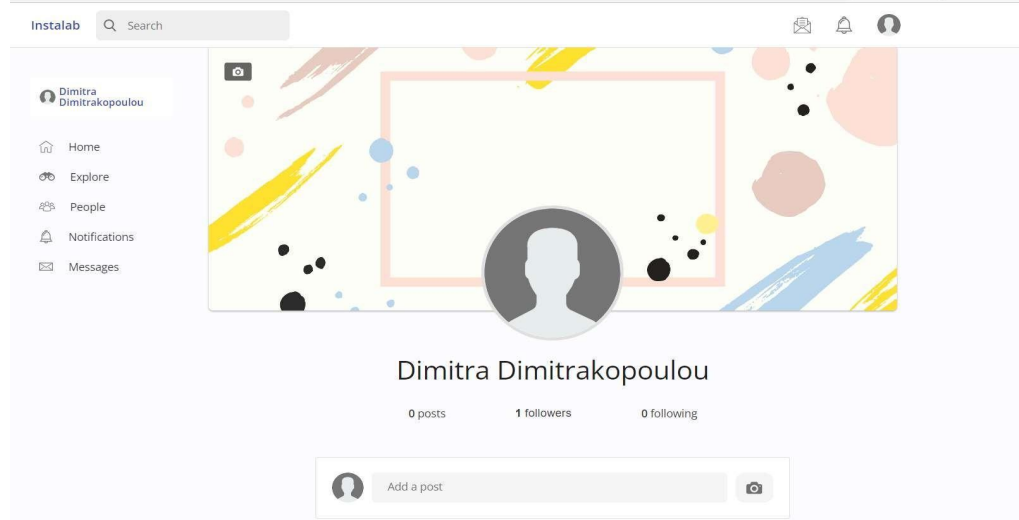 Instalab
Search
Dimitra
Dimitrakopoulou
Home
Explore
People
Notifications
Messages
Dimitra Dimitrakopoulou
0 posts 1 followers 0 following
Add a post